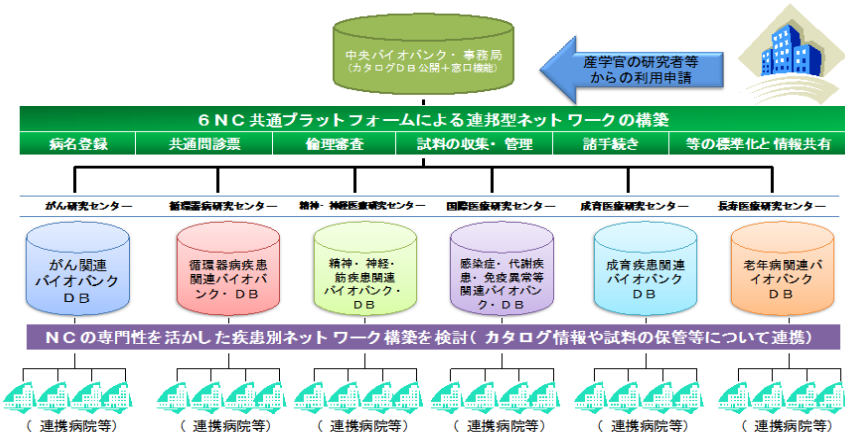 中央バイオバンク・事務局
(カタログDB公開+窓口機能)
産学官の研究者等
からの利用申請
6NC共通プラットフォームによる連邦型ネットワークの構築
病名登録 共通問診票 倫理審査 試料の収集・管理 諸手続き 等の標準化と情報共有
がん研究センター 循環器病研究センター 精神・神経医療研究センター 国際医療研究センター 成育医療研究センター 長寿医療研究センター
がん関連
バイオバンク
DB
循環器病疾患
関連バイオバ
ンク・DB
精神・神経・
筋疾患関連
バイオバンク・
DB
感染症・代謝疾
患・免疫異常等
関連バイオバン
ク・DB
成育疾患関連
バイオバンク
DB
老年病関連バ
イオバンク
DB
NCの専門性を活かした疾患別ネットワーク構築を検討(カタログ情報や試料の保管等について連携)
(連携病院等) (連携病院等) (連携病院等) (連携病院等) (連携病院等) (連携病院等)